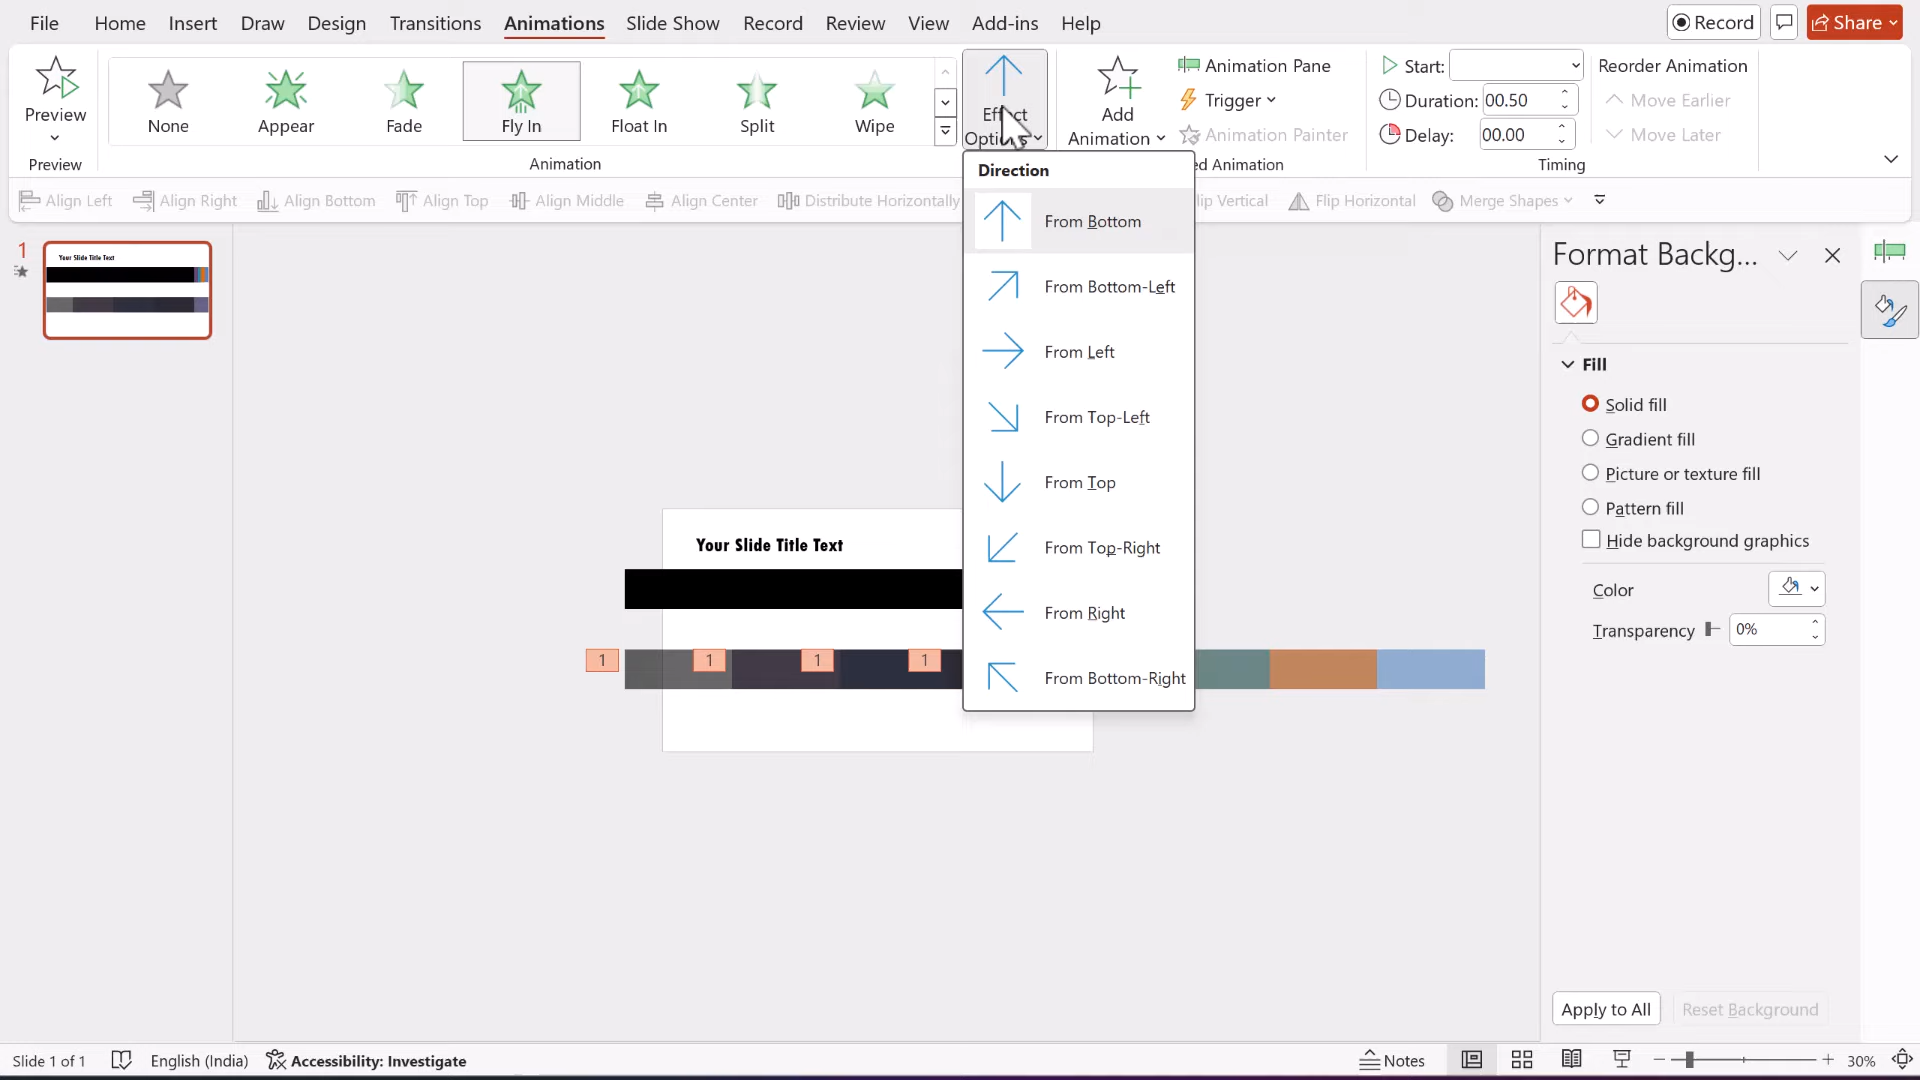 File Home Insert Draw Design Transitions Animations Slide Show Record Review View Add-ins Help Record Share
Preview
None Appear Fade Fly In Float In Split Wipe
Effect
Options
Add
Animation
Animation Pane
Trigger
Animation Painter
Start:
Duration: 00.50
Delay: 00.00
Reorder Animation
Move Earlier
Move Later
Preview Animation ed Animation Timing
Align Left Align Right Align Bottom Align Top Align Middle Align Center Distribute Horizontally lip Vertical Flip Horizontal Merge Shapes
Direction
From Bottom
From Bottom-Left
From Left
From Top-Left
From Top
From Top-Right
From Right
From Bottom-Right
1
Your Slide Title Text
Your Slide Title Text
1 1 1 1
Format Backg...
Fill
Solid fill
Gradient fill
Picture or texture fill
Pattern fill
Hide background graphics
Color
Transparency 0%
Apply to All Reset Background
Slide 1 of 1 English (India) Accessibility: Investigate Notes 30%